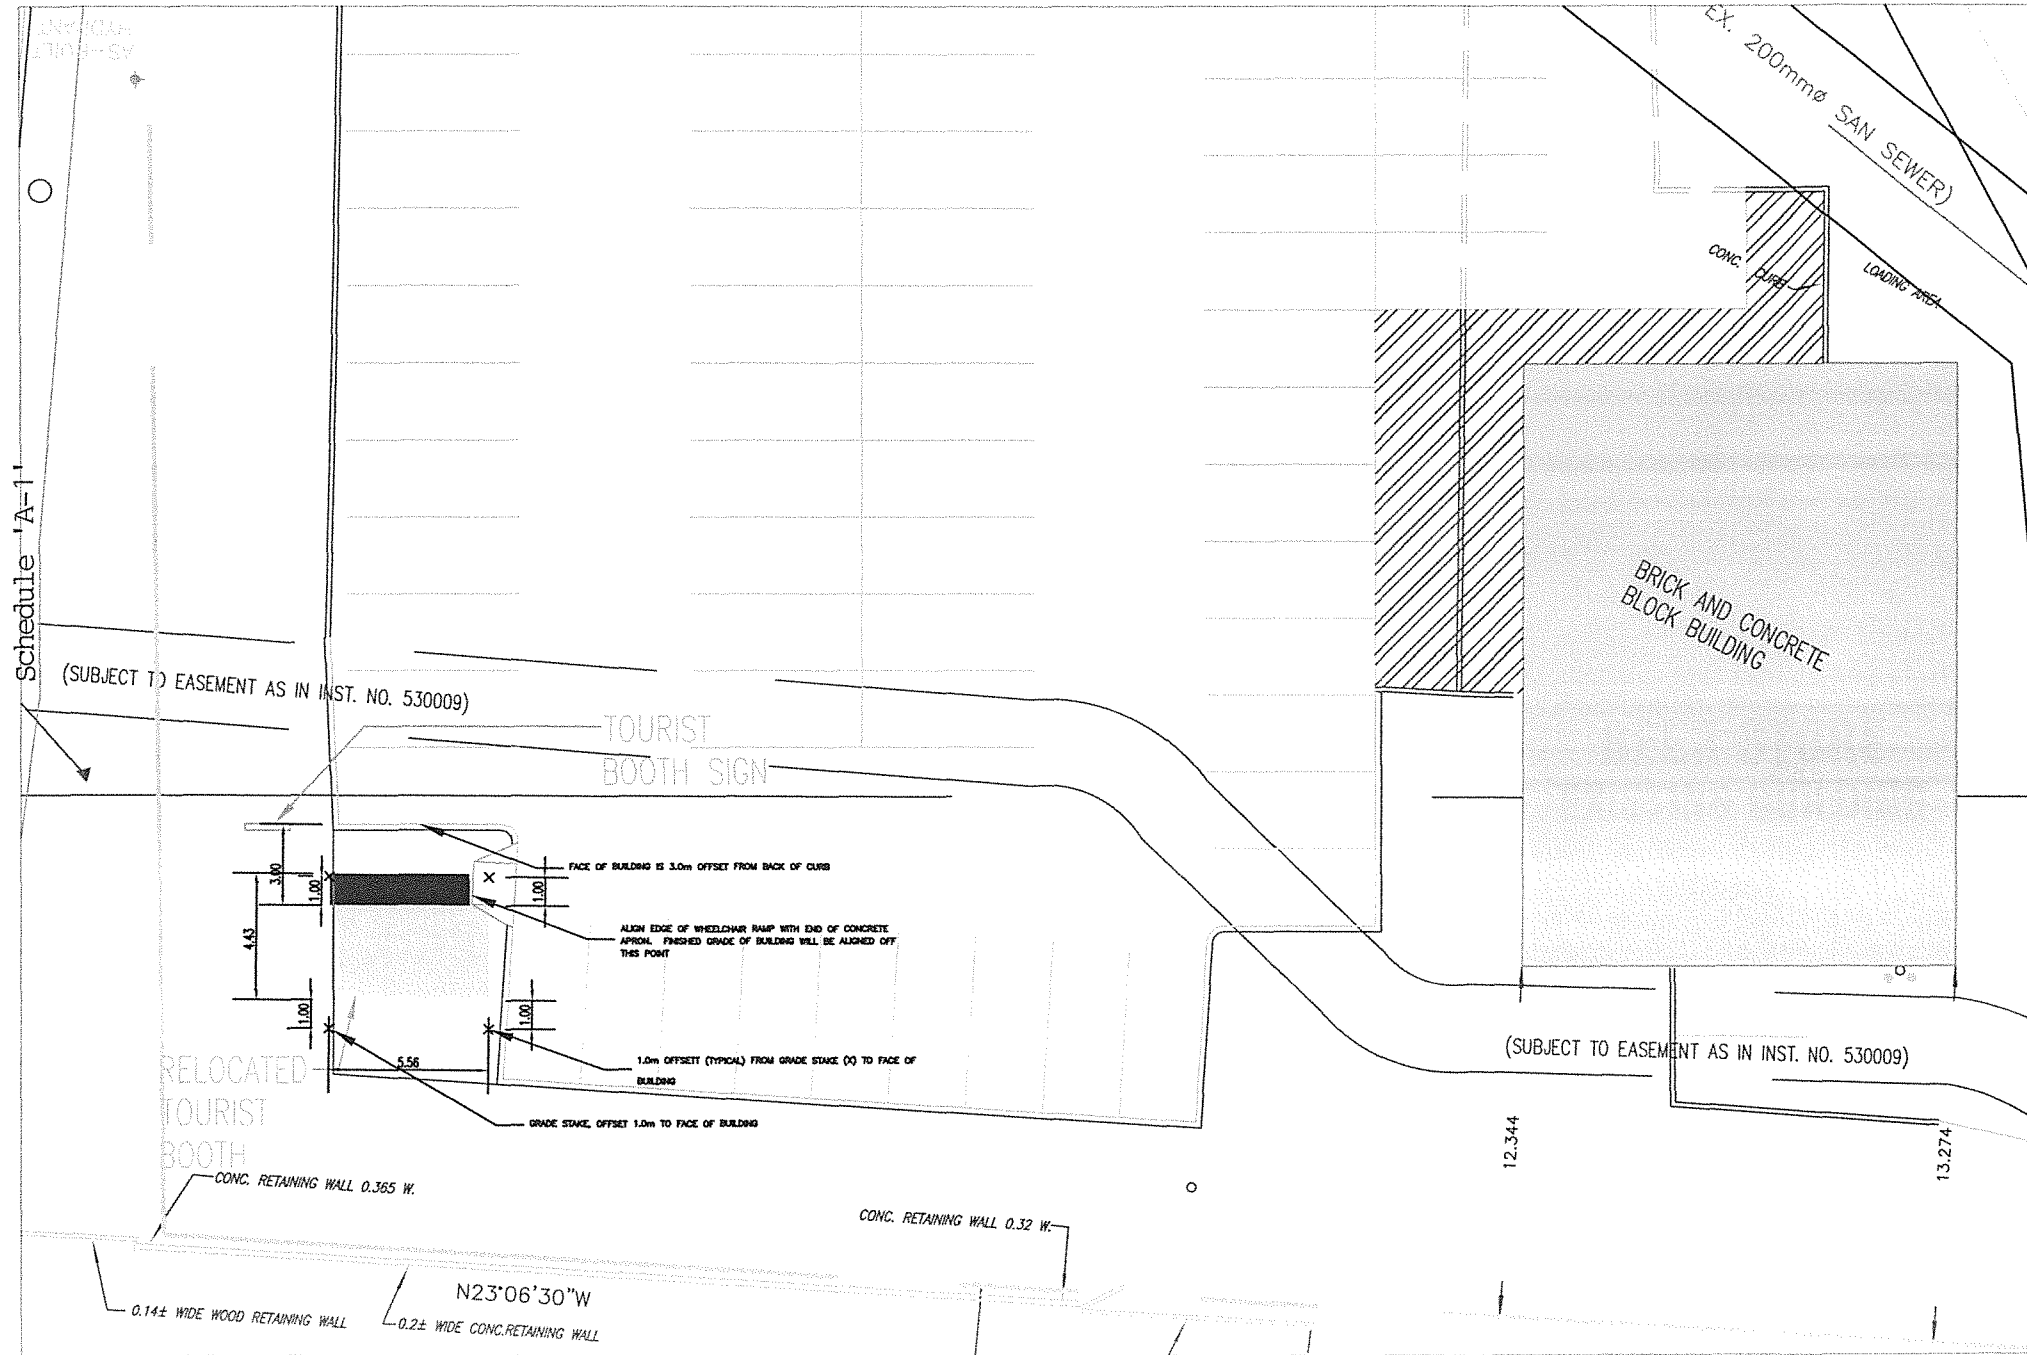 AS-BUILT
HYDRANT
EX. 200mmø SAN SEWER)
CONC. CURB
LOADING AREA
Schedule 'A-1'
BRICK AND CONCRETE
BLOCK BUILDING
(SUBJECT TO EASEMENT AS IN INST. NO. 530009)
TOURIST
BOOTH SIGN
FACE OF BUILDING IS 3.0m OFFSET FROM BACK OF CURB
3.00
1.00
1.00
4.43
ALIGN EDGE OF WHEELCHAIR RAMP WITH END OF CONCRETE
APRON. FINISHED GRADE OF BUILDING WILL BE ALIGNED OFF
THIS POINT
1.00
1.00
5.56
1.0m OFFSETT (TYPICAL) FROM GRADE STAKE (X) TO FACE OF
BUILDING
(SUBJECT TO EASEMENT AS IN INST. NO. 530009)
RELOCATED
TOURIST
BOOTH
GRADE STAKE, OFFSET 1.0m TO FACE OF BUILDING
12.344
13.274
CONC. RETAINING WALL 0.365 W.
CONC. RETAINING WALL 0.32 W.
N23°06'30"W
0.14± WIDE WOOD RETAINING WALL
0.2± WIDE CONC.RETAINING WALL